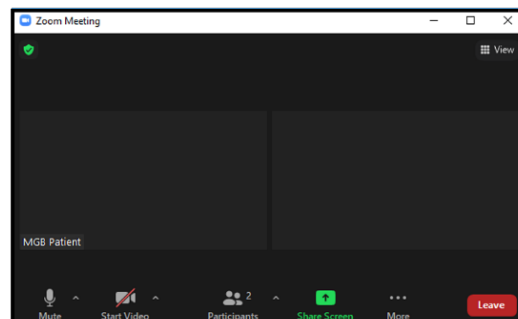 Zoom Meeting
View
MGB Patient
2
Mute
Start Video
Participants
Share Screen
More
Leave